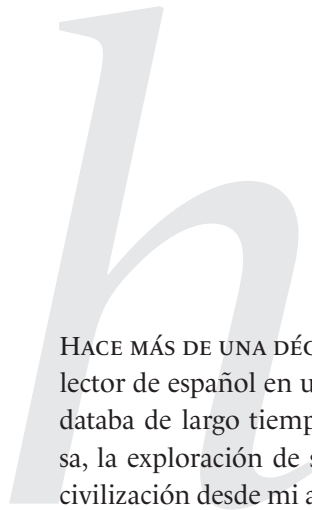 h
HACE MÁS DE UNA
lector de español en
databa de largo
sa, la exploración de
civilización desde mi